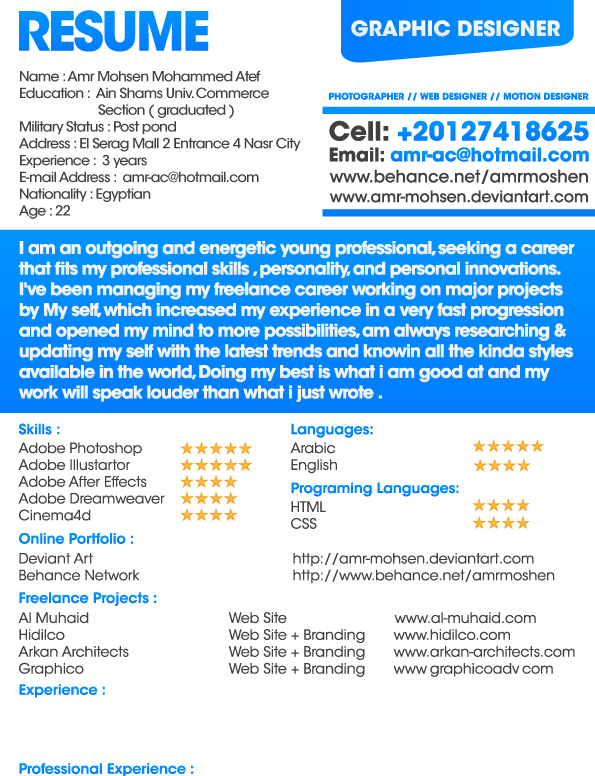 RESUME
GRAPHIC DESIGNER
Name : Amr Mohsen Mohammed Atef
Education : Ain Shams Univ. Commerce
Section ( graduated )
Military Status : Post pond
Address : El Serag Mall 2 Entrance 4 Nasr City
Experience : 3 years
E-mail Address : amr-ac@hotmail.com
Nationality : Egyptian
Age : 22
PHOTOGRAPHER // WEB DESIGNER // MOTION DESIGNER
Cell: +20127418625
Email: amr-ac@hotmail.com
www.behance.net/amrmoshen
www.amr-mohsen.deviantart.com
I am an outgoing and energetic young professional, seeking a career
that fits my professional skills , personality, and personal innovations.
I've been managing my freelance career working on major projects
by My self, which increased my experience in a very fast progression
and opened my mind to more possibilities, am always researching &
updating my self with the latest trends and knowin all the kinda styles
available in the world, Doing my best is what i am good at and my
work will speak louder than what i just wrote .
Skills :
Adobe Photoshop
Adobe Illustartor
Adobe After Effects
Adobe Dreamweaver
Cinema4d
Languages:
Arabic
English
Programing Languages:
HTML
CSS
Online Portfolio :
Deviant Art http://amr-mohsen.deviantart.com
Behance Network http://www.behance.net/amrmoshen
Freelance Projects :
Al Muhaid Web Site www.al-muhaid.com
Hidilco Web Site + Branding www.hidilco.com
Arkan Architects Web Site + Branding www.arkan-architects.com
Graphico Web Site + Branding www graphicoadv com
Experience :
Professional Experience :